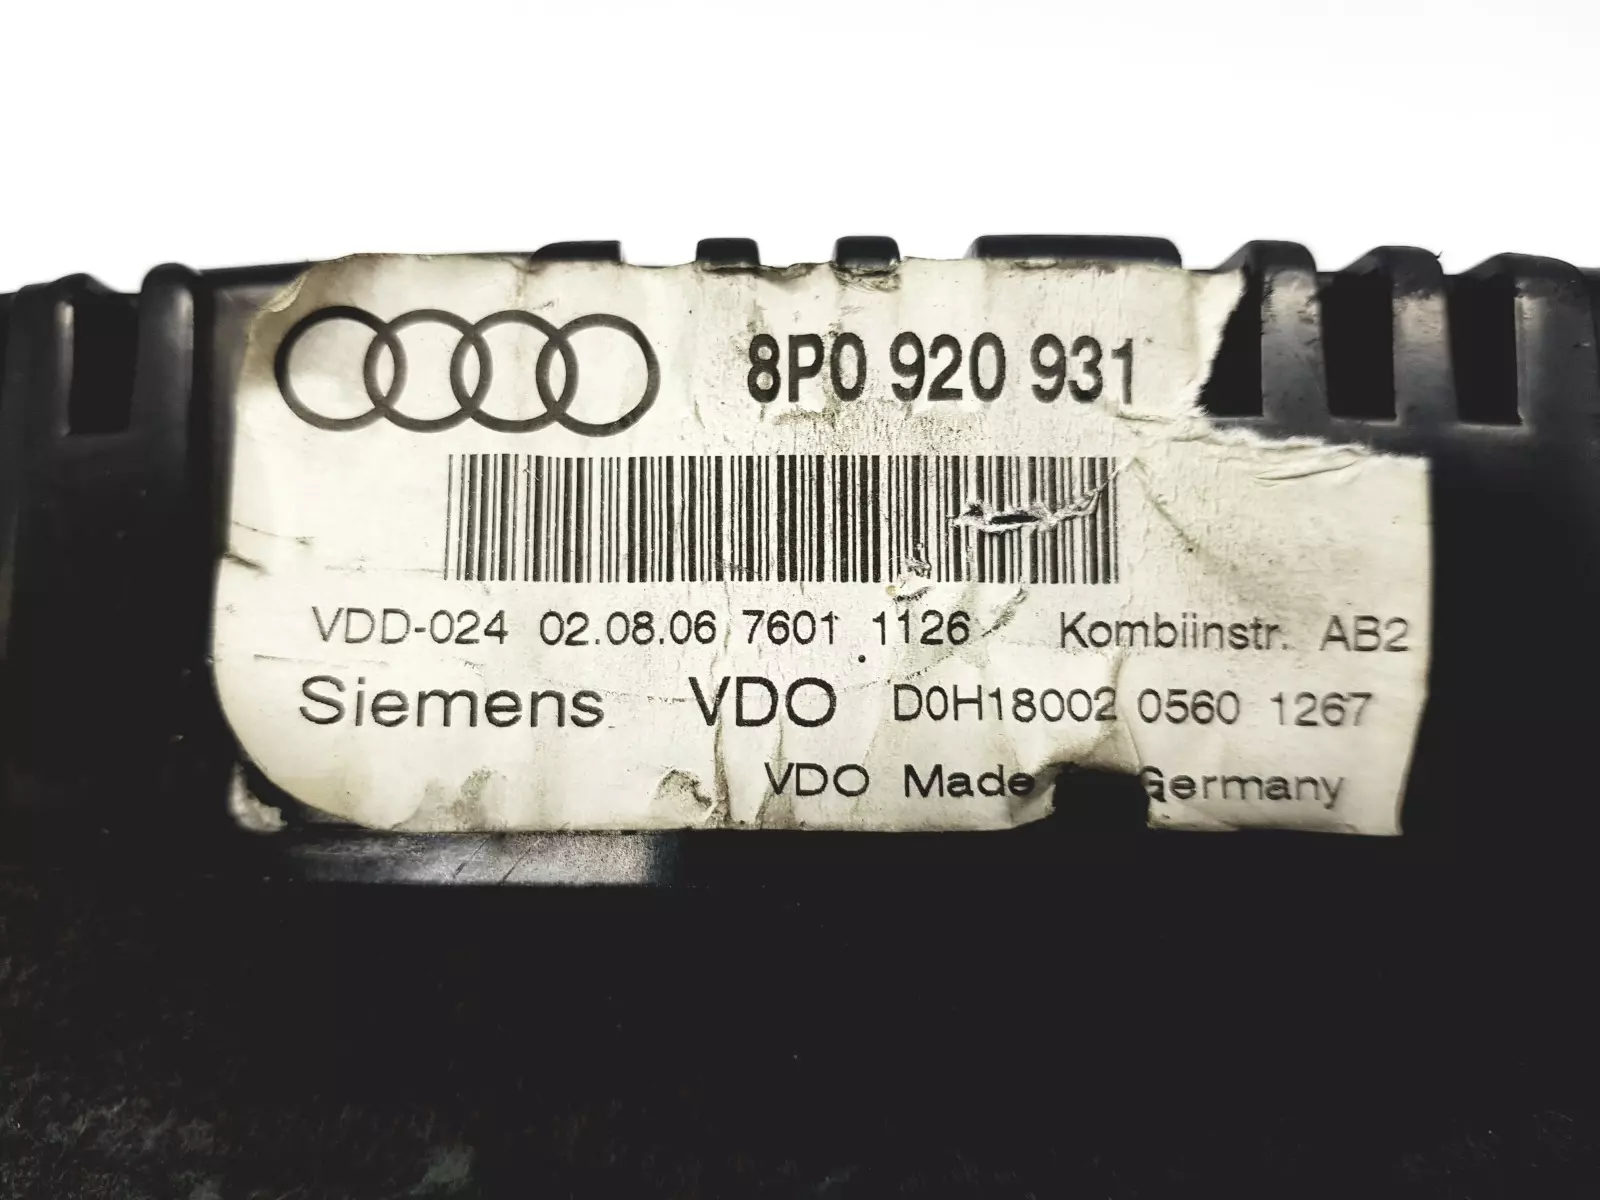 8P0 920 931
VDD-024 02.08.06 7601 1126 Kombiinstr. AB2
Siemens VDO D0H18002 0560 1267
VDO Made Germany